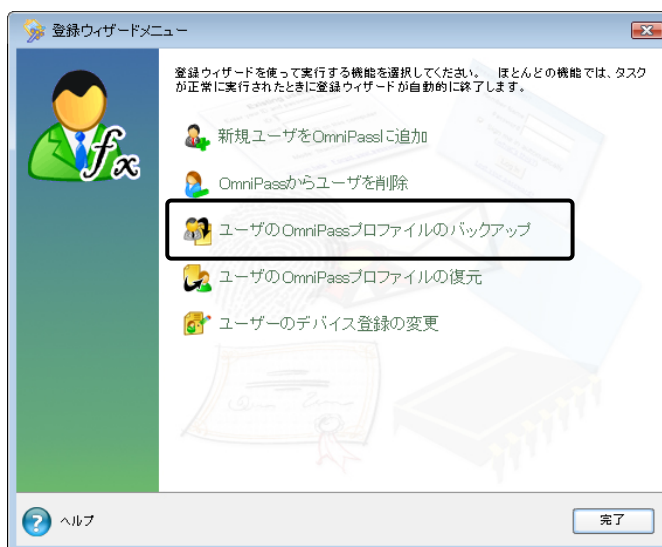 登録ウィザードメニュー
登録ウィザードを使って実行する機能を選択してください。 ほとんどの機能では、タスク
が正常に実行されたときに登録ウィザードが自動的に終了します。
新規ユーザをOmniPassに追加
OmniPassからユーザを削除
ユーザのOmniPassプロファイルのバックアップ
ユーザのOmniPassプロファイルの復元
ユーザーのデバイス登録の変更
fx
ヘルプ
完了